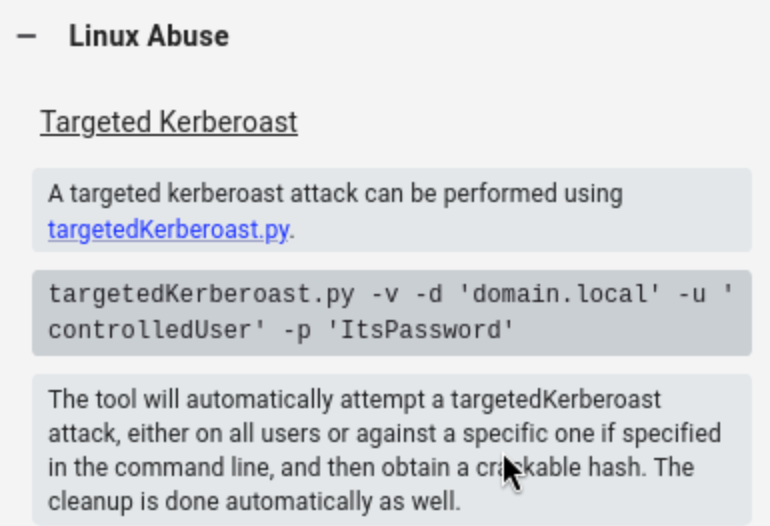 — Linux Abuse
Targeted Kerberoast
A targeted kerberoast attack can be performed using
targetedKerberoast.py.
targetedKerberoast.py -v -d 'domain.local' -u '
controlledUser' -p 'ItsPassword'
The tool will automatically attempt a targetedKerberoast
attack, either on all users or against a specific one if specified
in the command line, and then obtain a crackable hash. The
cleanup is done automatically as well.